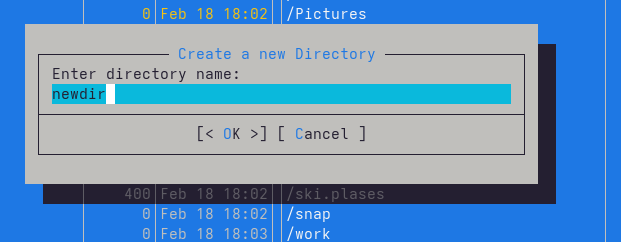 0 Feb 18 18:02 /Pictures
Create a new Directory
Enter directory name:
newdir
[< OK >] [ Cancel ]
400 Feb 18 18:02 /ski.plases
0 Feb 18 18:02 /snap
0 Feb 18 18:03 /work